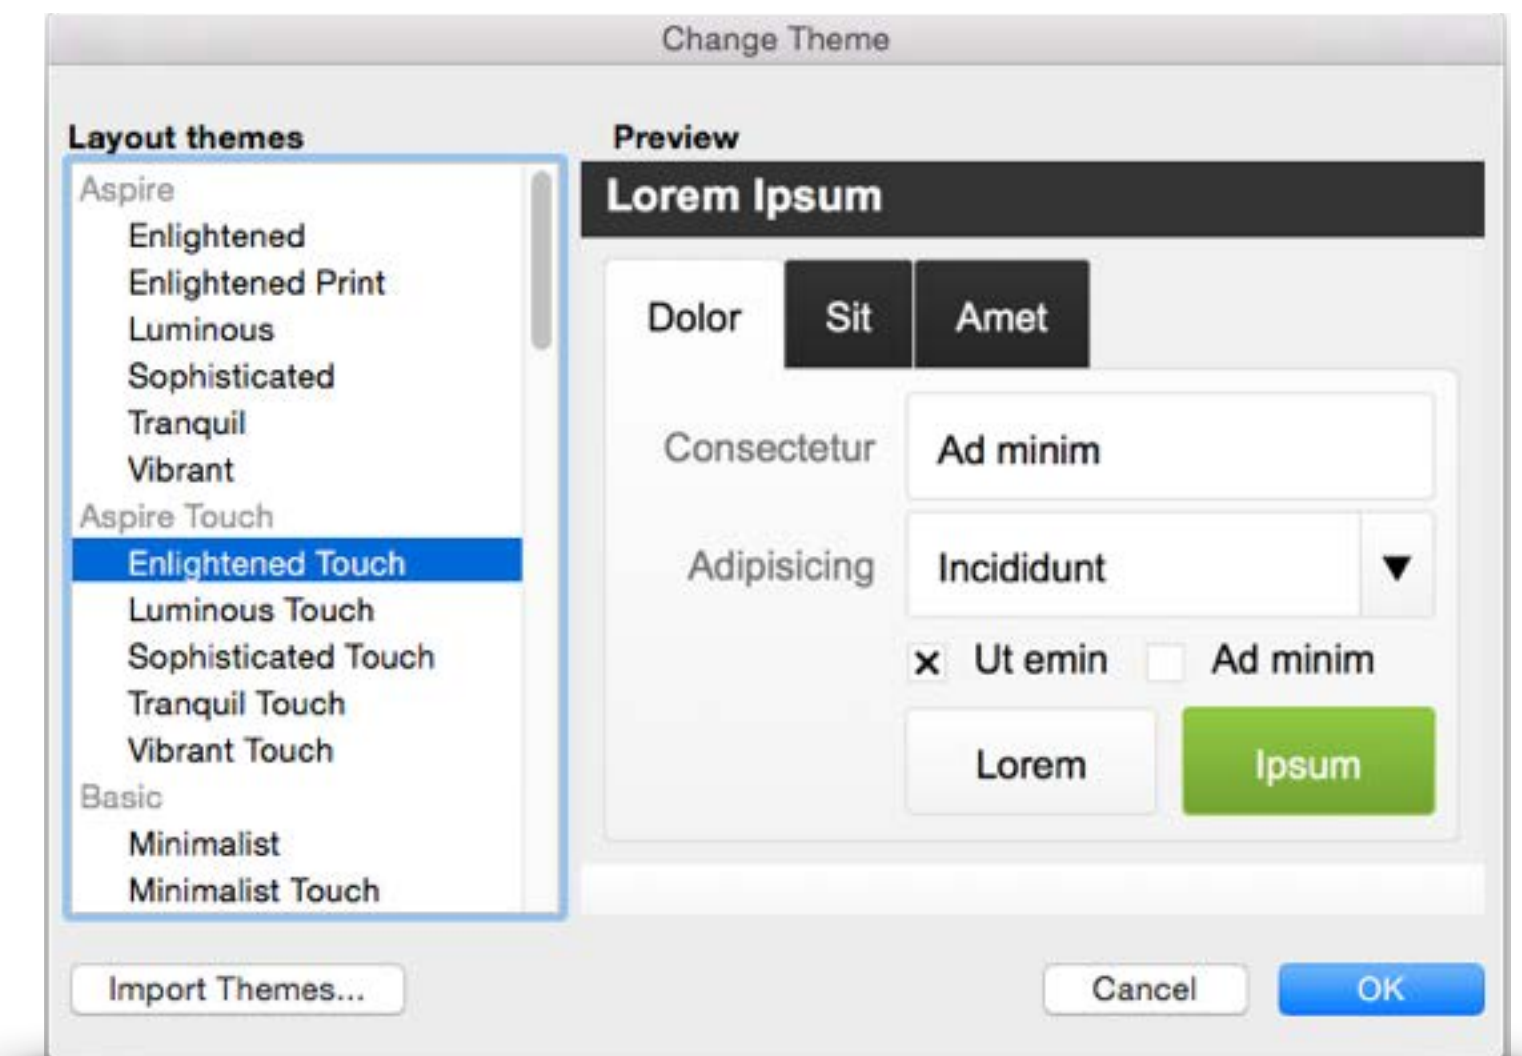 Change Theme
Layout themes
Aspire
Enlightened
Enlightened Print
Luminous
Sophisticated
Tranquil
Vibrant
Aspire Touch
Enlightened Touch
Luminous Touch
Sophisticated Touch
Tranquil Touch
Vibrant Touch
Basic
Minimalist
Minimalist Touch
Import Themes...
Preview
Lorem Ipsum
Dolor Sit Amet
Consectetur Ad minim
Adipisicing Incididunt
Ut emin Ad minim
Lorem Ipsum
Cancel OK